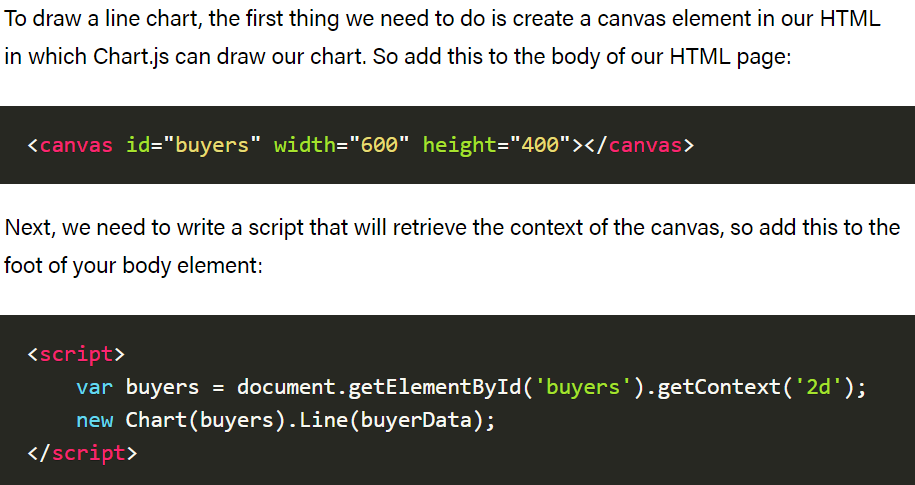 To draw a line chart, the first thing we need to do is create a canvas element in our HTML
in which Chart.js can draw our chart. So add this to the body of our HTML page:
<canvas id="buyers" width="600" height="400"></canvas>
Next, we need to write a script that will retrieve the context of the canvas, so add this to the
foot of your body element:
<script>
    var buyers = document.getElementById('buyers').getContext('2d');
    new Chart(buyers).Line(buyerData);
</script>